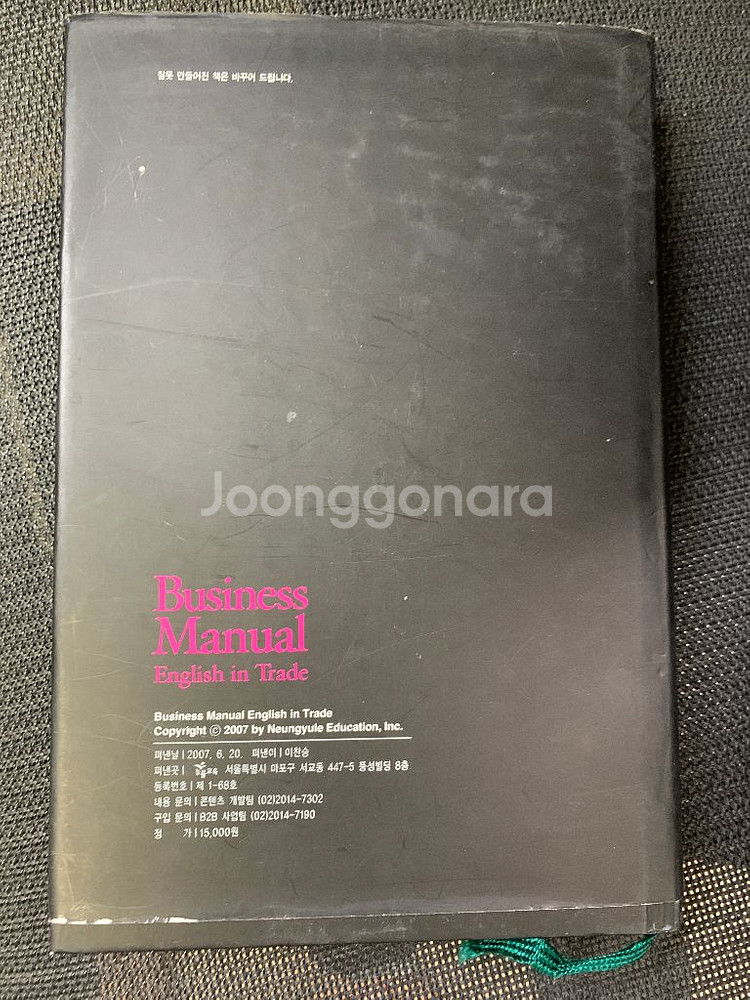 잘못 만들어진 책은 바꾸어 드립니다.
Joonggonara
Business
Manual
English in Trade
Business Manual English in Trade
Copyright ⓒ 2007 by Neungyule Education, Inc.
펴낸날 | 2007. 6. 20. 펴낸이 | 이찬승
펴낸곳 | 능률교육 서울특별시 마포구 서교동 447-5 풍성빌딩 8층
등록번호 | 제 1-68호
내용 문의 | 콘텐츠 개발팀 (02)2014-7302
구입 문의 | B2B 사업팀 (02)2014-7190
정 가 | 15,000원